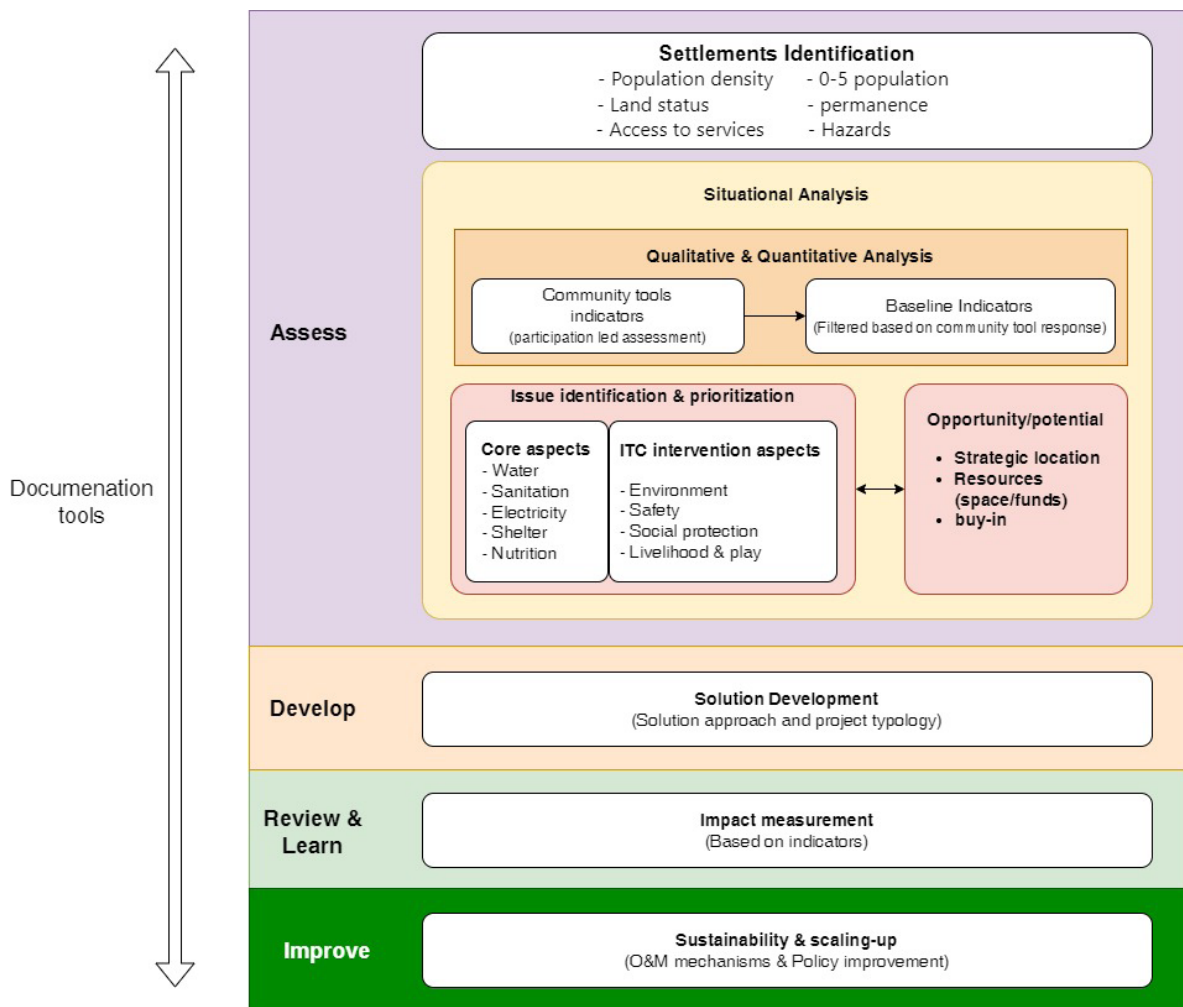 Settlements Identification
- Population density - 0-5 population
- Land status - permanence
- Access to services - Hazards
Situational Analysis
Qualitative & Quantitative Analysis
Community tools
indicators
(participation led assessment)
Baseline Indicators
(Filtered based on community tool response)
Assess
Issue identification & prioritization
Core aspects
- Water
- Sanitation
- Electricity
- Shelter
- Nutrition
ITC intervention aspects
- Environment
- Safety
- Social protection
- Livelihood & play
Opportunity/potential
• Strategic location
• Resources
(space/funds)
• buy-in
Documenation
tools
Develop
Solution Development
(Solution approach and project typology)
Review &
Learn
Impact measurement
(Based on indicators)
Improve
Sustainability & scaling-up
(O&M mechanisms & Policy improvement)